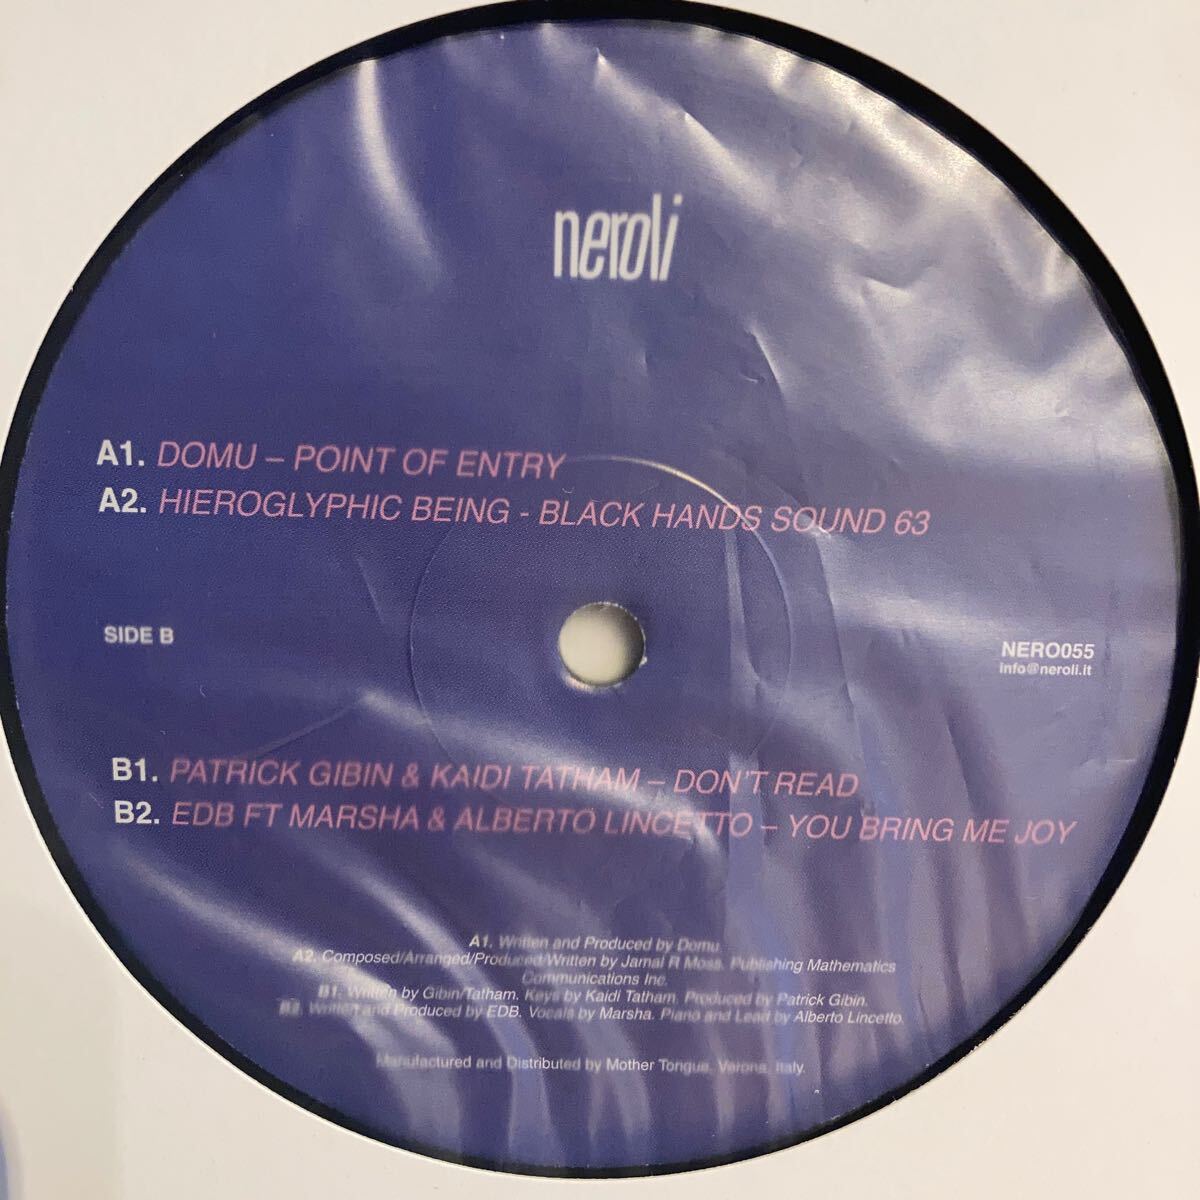 neroli
A1. DOMU – POINT OF ENTRY
A2. HIEROGLYPHIC BEING - BLACK HANDS SOUND 63
SIDE B
NERO055
info@neroli.it
B1. PATRICK GIBIN & KAIDI TATHAM – DON'T READ
B2. EDB FT MARSHA & ALBERTO LINCETTO – YOU BRING ME JOY
A1. Written and Produced by Domu.
A2. Composed/Arranged/Produced/Written by Jamal R Moss. Publishing Mathematics
Communications Inc.
B1. Written by Gibin/Tatham. Keys by Kaidi Tatham. Produced by Patrick Gibin.
B2. Written and Produced by EDB. Vocals by Marsha. Piano and Lead by Alberto Lincetto.
Manufactured and Distributed by Mother Tongue. Verona. Italy.